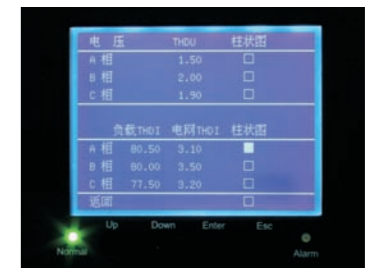 电 压 THDU 柱状图
A 相 1.50 □
B 相 2.00 □
C 相 1.90 □
负载THDI 电网THDI 柱状图
A 相 80.50 3.10 ■
B 相 80.00 3.50 □
C 相 77.50 3.20 □
返回 □
Up Down Enter Esc
Normal Alarm